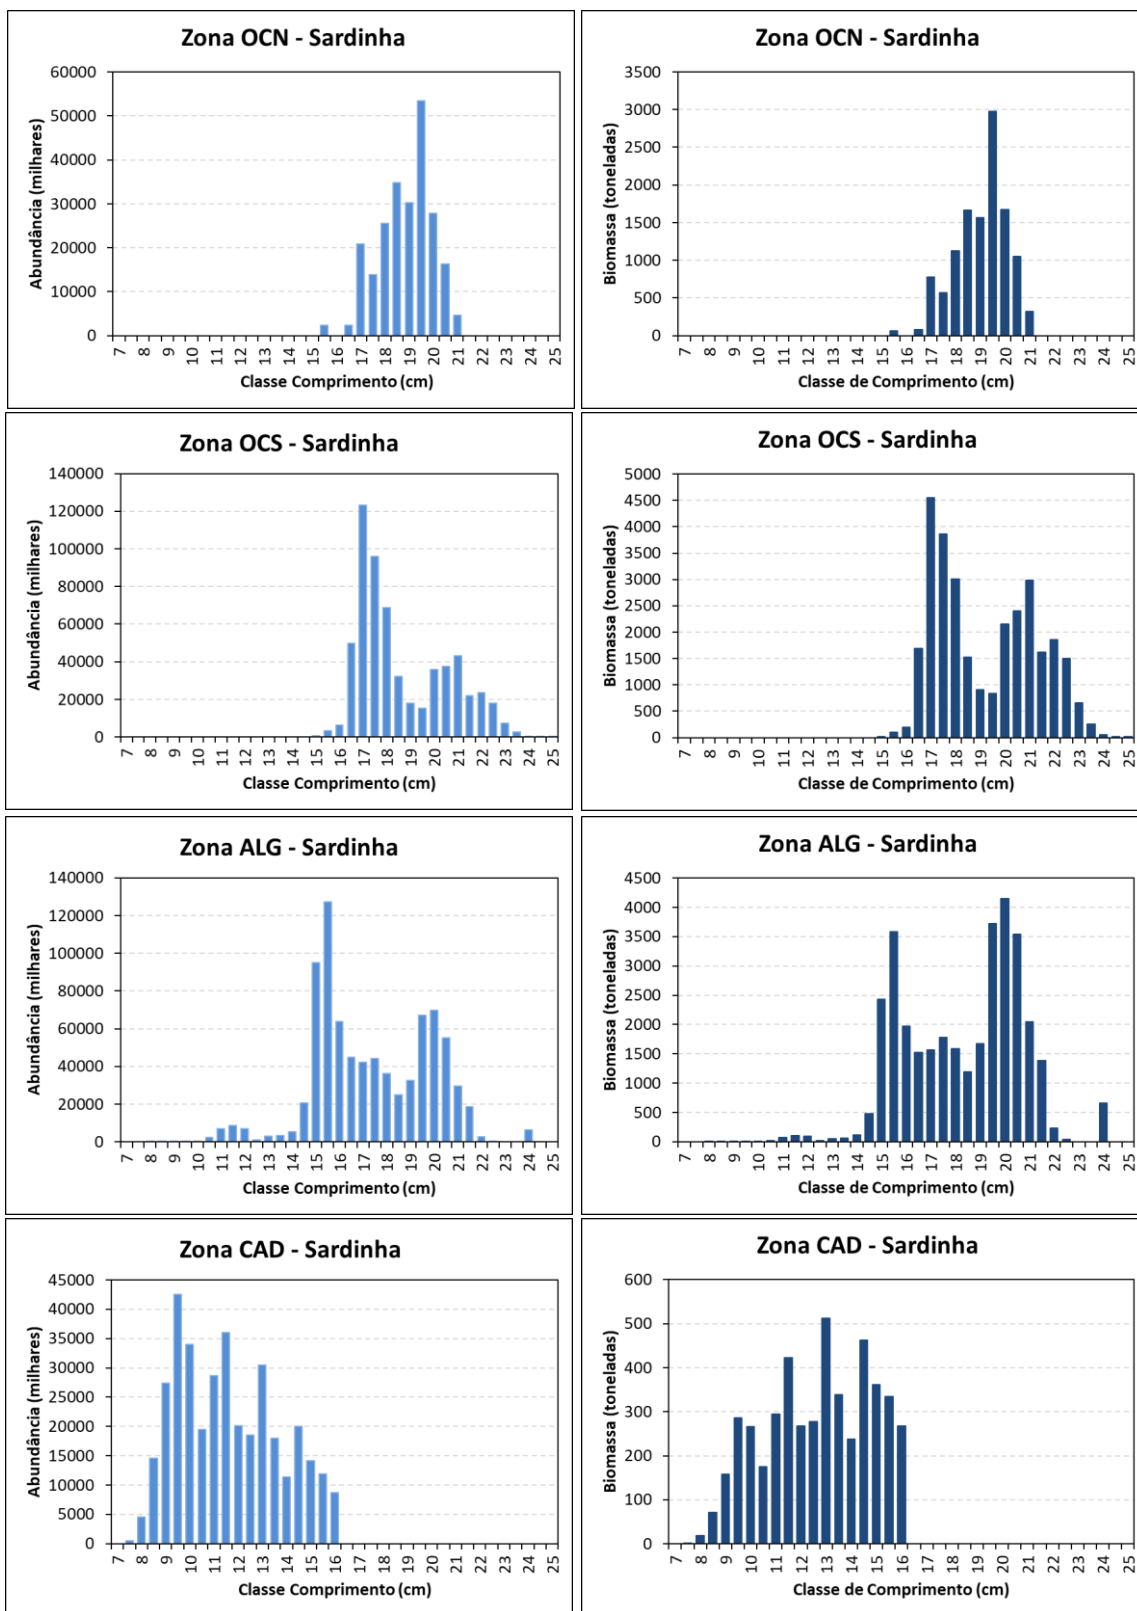 Zona OCN - Sardinha
Abundância (milhares)
60000
50000
40000
30000
20000
10000
0
7 8 9 10 11 12 13 14 15 16 17 18 19 20 21 22 23 24 25
Classe Comprimento (cm)
Zona OCN - Sardinha
Biomassa (toneladas)
3500
3000
2500
2000
1500
1000
500
0
7 8 9 10 11 12 13 14 15 16 17 18 19 20 21 22 23 24 25
Classe de Comprimento (cm)
Zona OCS - Sardinha
Abundância (milhares)
140000
120000
100000
80000
60000
40000
20000
0
7 8 9 10 11 12 13 14 15 16 17 18 19 20 21 22 23 24 25
Classe Comprimento (cm)
Zona OCS - Sardinha
Biomassa (toneladas)
5000
4500
4000
3500
3000
2500
2000
1500
1000
500
0
7 8 9 10 11 12 13 14 15 16 17 18 19 20 21 22 23 24 25
Classe de Comprimento (cm)
Zona ALG - Sardinha
Abundância (milhares)
140000
120000
100000
80000
60000
40000
20000
0
7 8 9 10 11 12 13 14 15 16 17 18 19 20 21 22 23 24 25
Classe Comprimento (cm)
Zona ALG - Sardinha
Biomassa (toneladas)
4500
4000
3500
3000
2500
2000
1500
1000
500
0
7 8 9 10 11 12 13 14 15 16 17 18 19 20 21 22 23 24 25
Classe de Comprimento (cm)
Zona CAD - Sardinha
Abundância (milhares)
45000
40000
35000
30000
25000
20000
15000
10000
5000
0
7 8 9 10 11 12 13 14 15 16 17 18 19 20 21 22 23 24 25
Classe Comprimento (cm)
Zona CAD - Sardinha
Biomassa (toneladas)
600
500
400
300
200
100
0
7 8 9 10 11 12 13 14 15 16 17 18 19 20 21 22 23 24 25
Classe de Comprimento (cm)